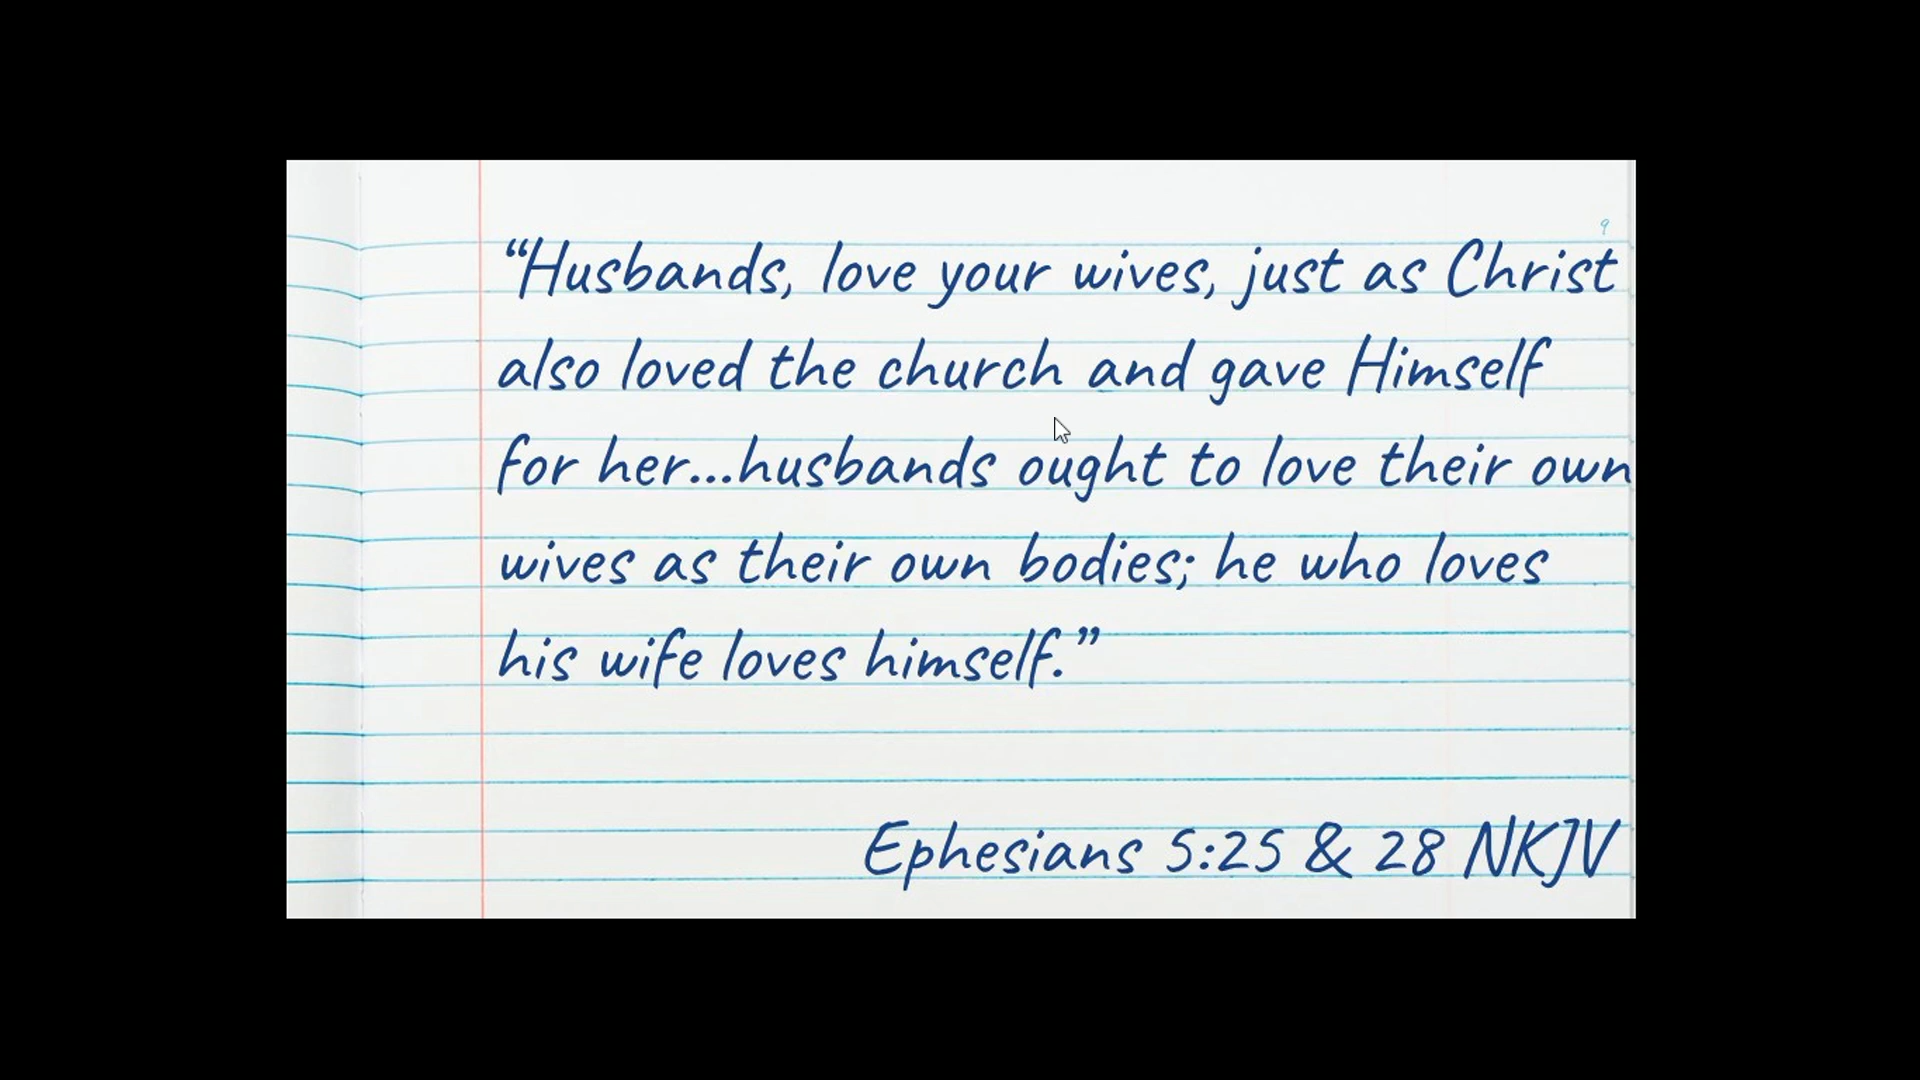 9
“Husbands, love your wives, just as Christ
also loved the church and gave Himself
for her...husbands ought to love their own
wives as their own bodies; he who loves
his wife loves himself.”
Ephesians 5:25 & 28 NKJV